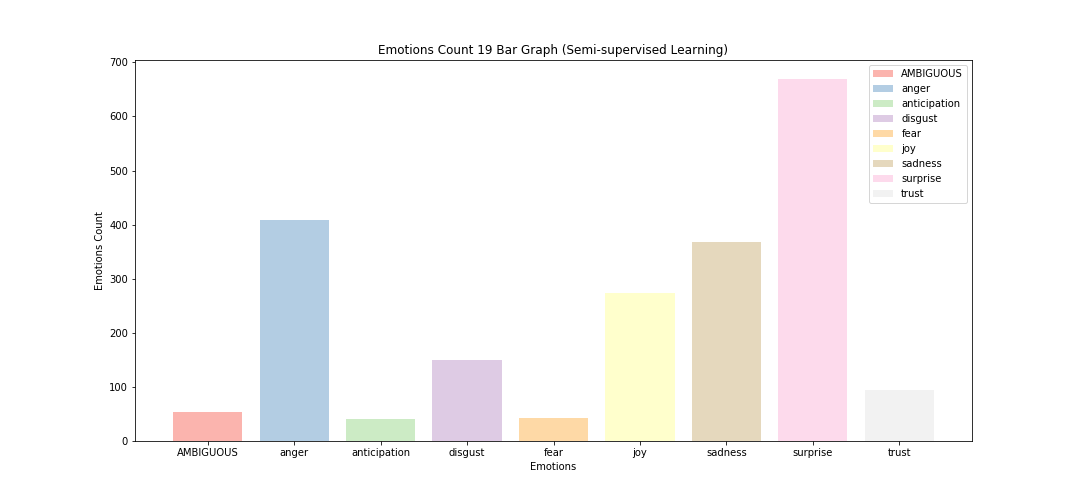 Emotions Count 19 Bar Graph (Semi-supervised Learning)
700
600
500
400
300
200
100
0
Emotions Count
AMBIGUOUS
anger
anticipation
disgust
fear
joy
sadness
surprise
trust
AMBIGUOUS anger anticipation disgust fear joy sadness surprise trust
Emotions